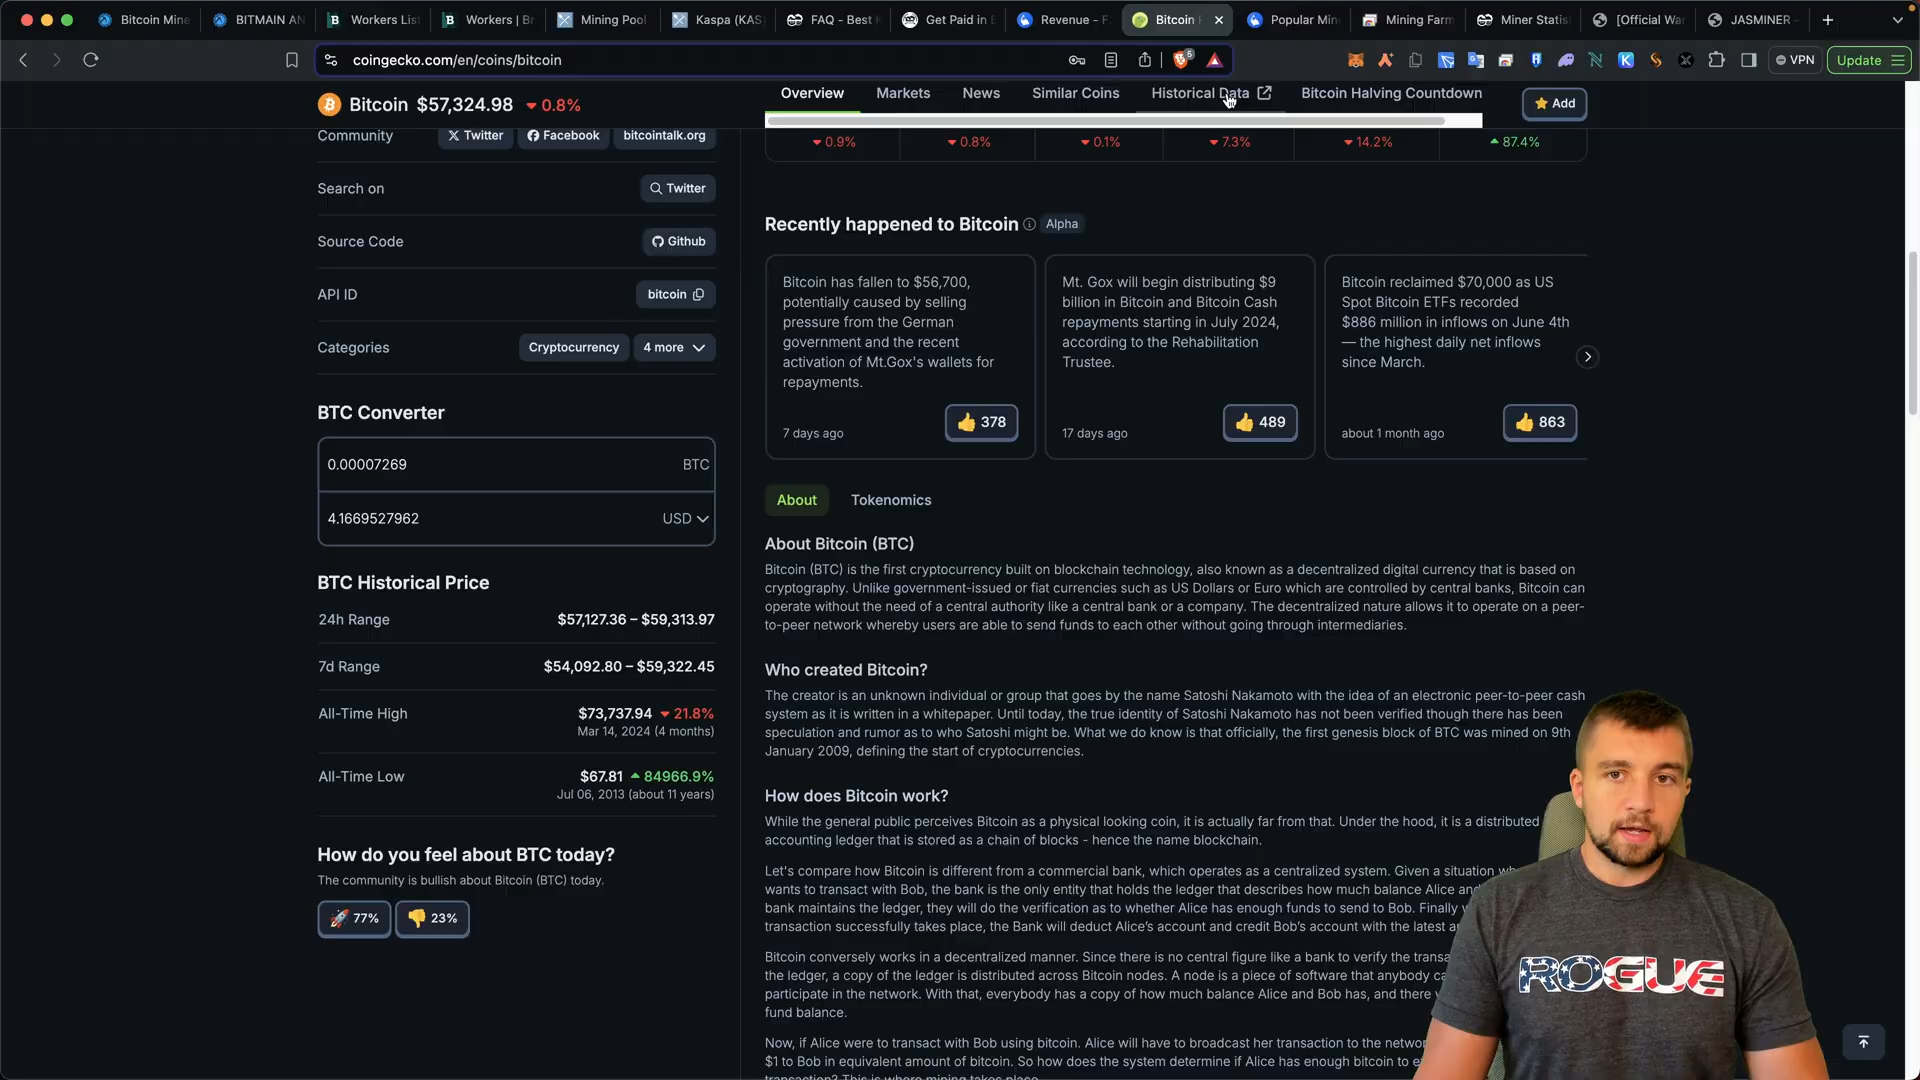 Bitcoin Mine
BITMAIN AN
Workers Lis
Workers | Br
Mining Pool
Kaspa (KAS
FAQ - Best
Get Paid in
Revenue - F
Bitcoin
Popular Min
Mining Farm
Miner Statis
[Official War
JASMINER -
coingecko.com/en/coins/bitcoin
5
VPN
Update
Bitcoin $57,324.98 0.8%
Overview
Markets
News
Similar Coins
Historical Data
Bitcoin Halving Countdown
Add
Community
Twitter
Facebook
bitcointalk.org
0.9%
0.8%
0.1%
7.3%
14.2%
87.4%
Search on
Twitter
Source Code
Github
API ID
bitcoin
Categories
Cryptocurrency
4 more
BTC Converter
0.00007269
BTC
4.1669527962
USD
BTC Historical Price
24h Range
$57,127.36 – $59,313.97
7d Range
$54,092.80 – $59,322.45
All-Time High
$73,737.94 21.8%
Mar 14, 2024 (4 months)
All-Time Low
$67.81 84966.9%
Jul 06, 2013 (about 11 years)
How do you feel about BTC today?
The community is bullish about Bitcoin (BTC) today.
77%
23%
Recently happened to Bitcoin
Alpha
Bitcoin has fallen to $56,700,
potentially caused by selling
pressure from the German
government and the recent
activation of Mt.Gox's wallets for
repayments.
7 days ago
378
Mt. Gox will begin distributing $9
billion in Bitcoin and Bitcoin Cash
repayments starting in July 2024,
according to the Rehabilitation
Trustee.
17 days ago
489
Bitcoin reclaimed $70,000 as US
Spot Bitcoin ETFs recorded
$886 million in inflows on June 4th
— the highest daily net inflows
since March.
about 1 month ago
863
About
Tokenomics
About Bitcoin (BTC)
Bitcoin (BTC) is the first cryptocurrency built on blockchain technology, also known as a decentralized digital currency that is based on
cryptography. Unlike government-issued or fiat currencies such as US Dollars or Euro which are controlled by central banks, Bitcoin can
operate without the need of a central authority like a central bank or a company. The decentralized nature allows it to operate on a peer-
to-peer network whereby users are able to send funds to each other without going through intermediaries.
Who created Bitcoin?
The creator is an unknown individual or group that goes by the name Satoshi Nakamoto with the idea of an electronic peer-to-peer cash
system as it is written in a whitepaper. Until today, the true identity of Satoshi Nakamoto has not been verified though there has been
speculation and rumor as to who Satoshi might be. What we do know is that officially, the first genesis block of BTC was mined on 9th
January 2009, defining the start of cryptocurrencies.
How does Bitcoin work?
While the general public perceives Bitcoin as a physical looking coin, it is actually far from that. Under the hood, it is a distributed
accounting ledger that is stored as a chain of blocks - hence the name blockchain.
Let's compare how Bitcoin is different from a commercial bank, which operates as a centralized system. Given a situation
wants to transact with Bob, the bank is the only entity that holds the ledger that describes how much balance Alice and
bank maintains the ledger, they will do the verification as to whether Alice has enough funds to send to Bob. Finally
transaction successfully takes place, the Bank will deduct Alice's account and credit Bob's account with the latest
Bitcoin conversely works in a decentralized manner. Since there is no central figure like a bank to verify the
the ledger, a copy of the ledger is distributed across Bitcoin nodes. A node is a piece of software that anybody
participate in the network. With that, everybody has a copy of how much balance Alice and Bob has, and there
fund balance.
Now, if Alice were to transact with Bob using bitcoin. Alice will have to broadcast her transaction to the
$1 to Bob in equivalent amount of bitcoin. So how does the system determine if Alice has enough bitcoin to
transaction? This is where mining takes place
ROGUE